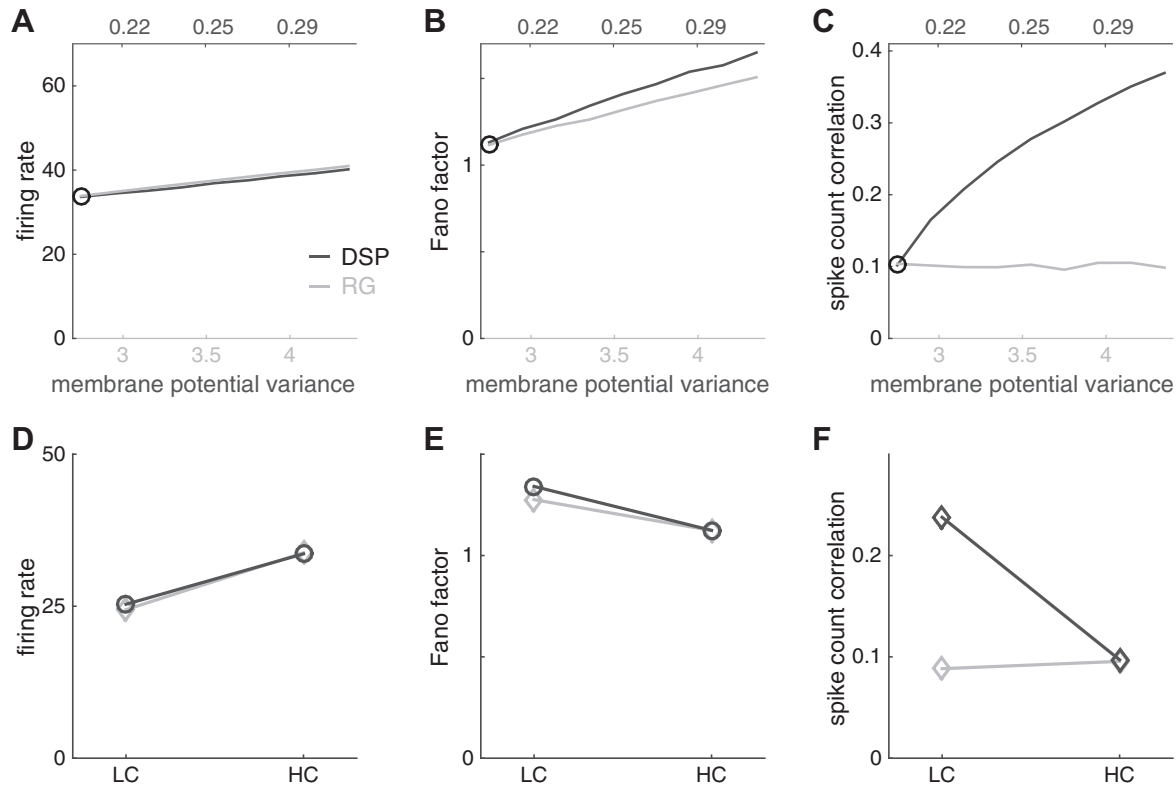 A
0.22 0.25 0.29
60
40
20
0
firing rate
DSP
RG
3 3.5 4
membrane potential variance
B
0.22 0.25 0.29
1
0
Fano factor
3 3.5 4
membrane potential variance
C
0.22 0.25 0.29
0.4
0.3
0.2
0.1
0
spike count correlation
3 3.5 4
membrane potential variance
D
50
25
0
firing rate
LC HC
E
1
0
Fano factor
LC HC
F
0.2
0.1
0
spike count correlation
LC HC